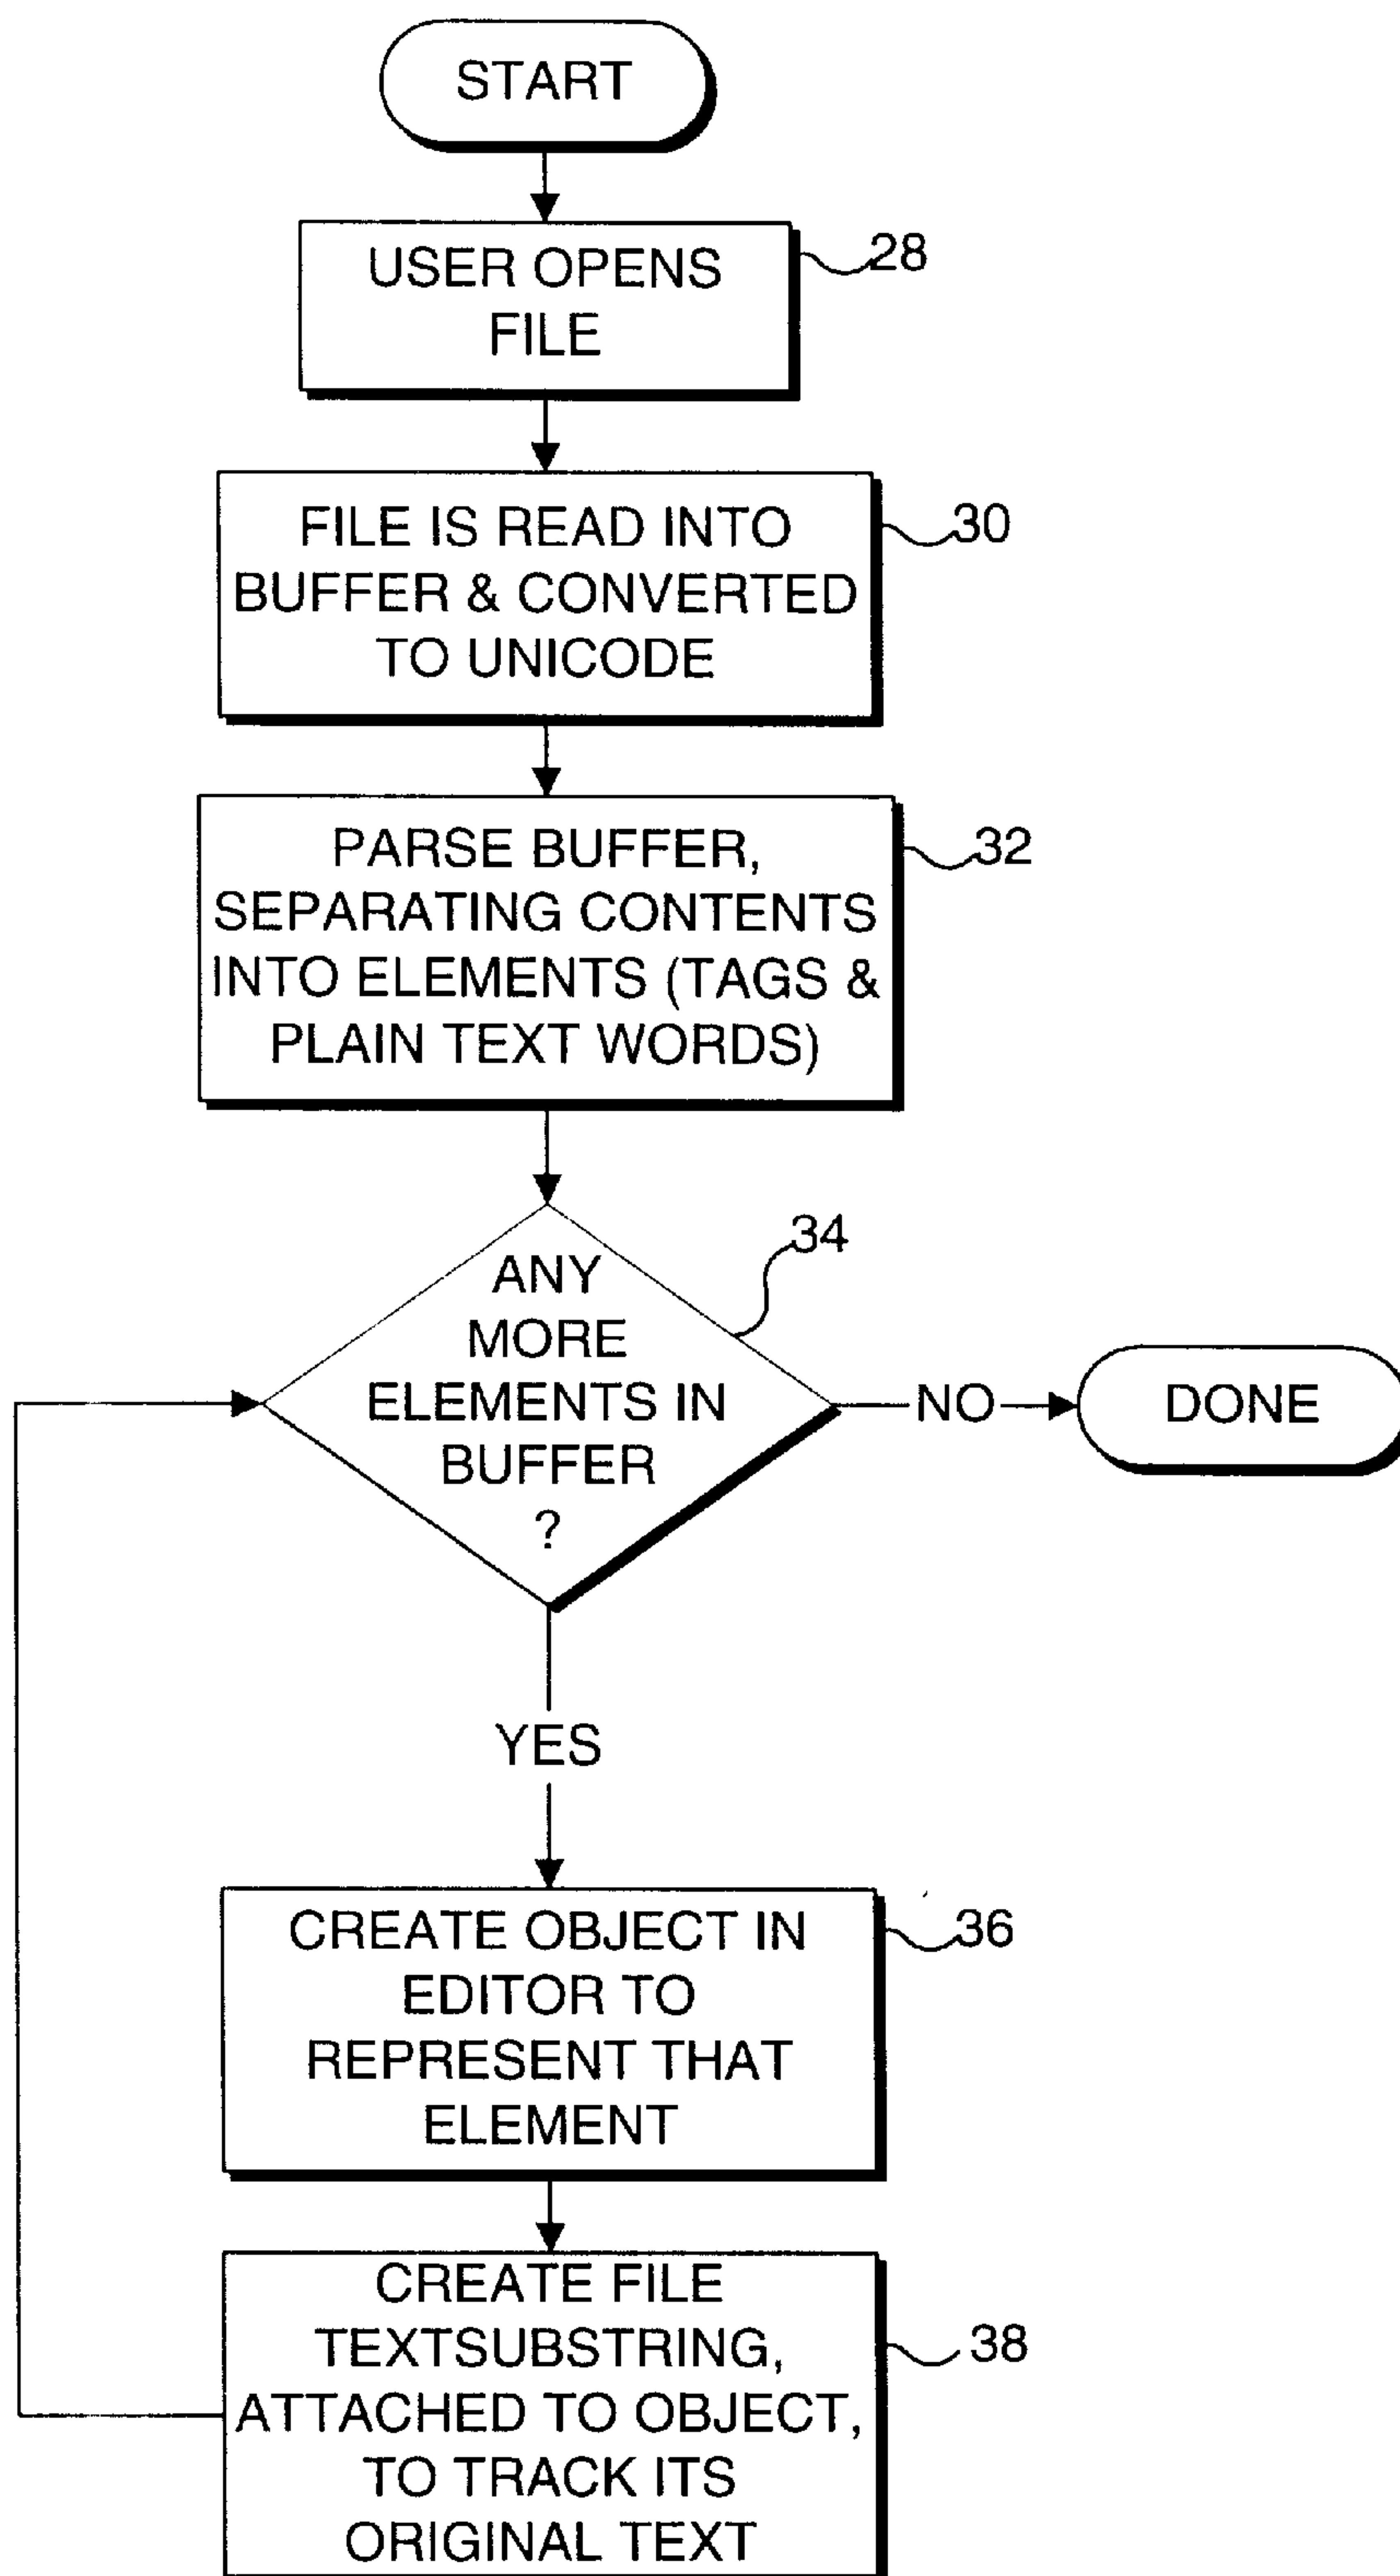 START
USER OPENS
FILE
28
FILE IS READ INTO
BUFFER & CONVERTED
TO UNICODE
30
PARSE BUFFER,
SEPARATING CONTENTS
INTO ELEMENTS (TAGS &
PLAIN TEXT WORDS)
32
ANY
MORE
ELEMENTS IN
BUFFER
?
34
NO
DONE
YES
CREATE OBJECT IN
EDITOR TO
REPRESENT THAT
ELEMENT
36
CREATE FILE
TEXTSUBSTRING,
ATTACHED TO OBJECT,
TO TRACK ITS
ORIGINAL TEXT
38